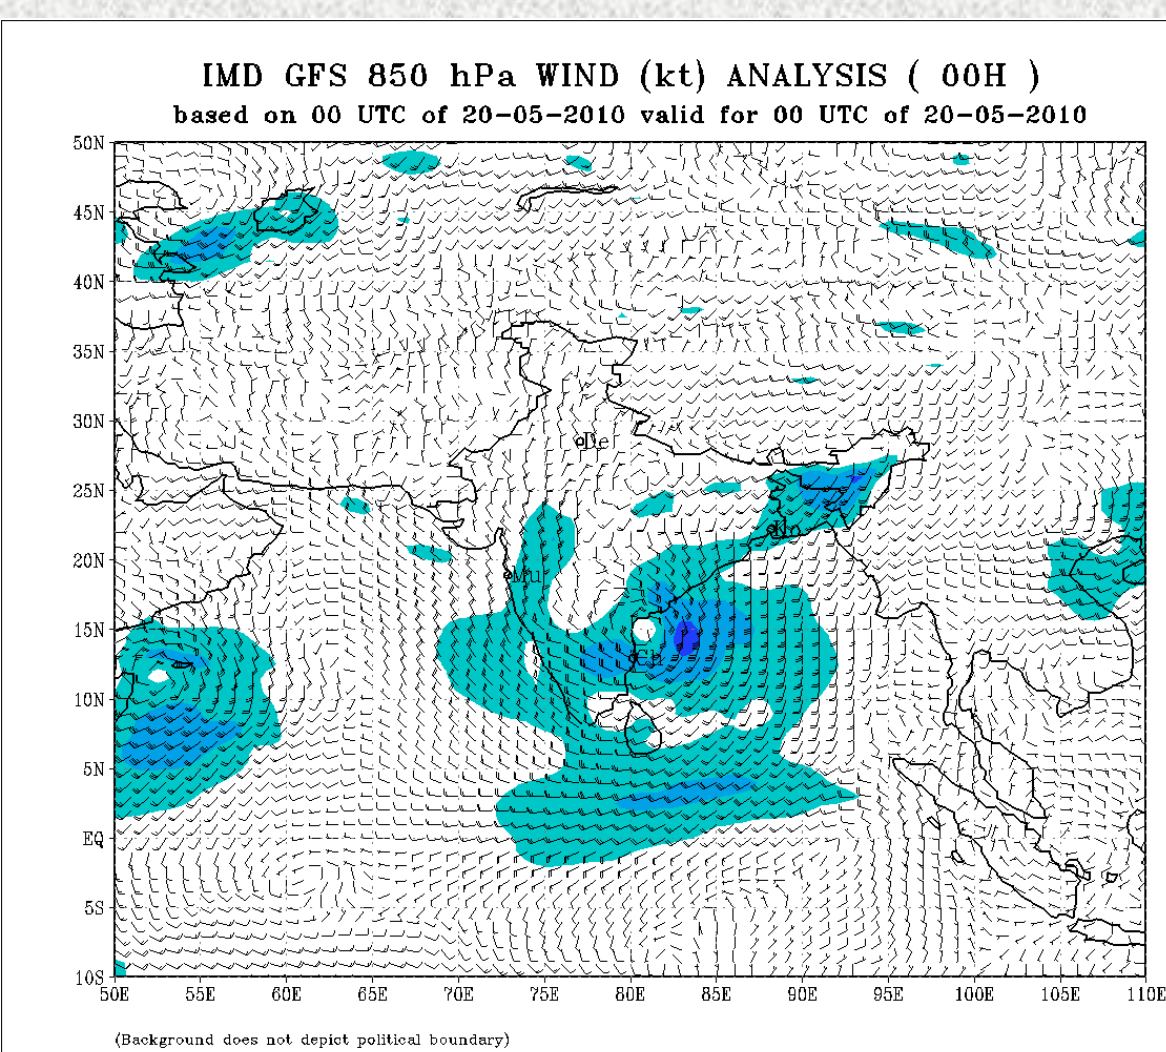 IMD GFS 850 hPa WIND (kt) ANALYSIS ( 00H )
based on 00 UTC of 20-05-2010 valid for 00 UTC of 20-05-2010
50N
45N
40N
35N
30N
De
25N
Ko
20N
Mu
15N
Ch
10N
5N
EQ
5S
10S
50E 55E 60E 65E 70E 75E 80E 85E 90E 95E 100E 105E 110E
(Background does not depict political boundary)